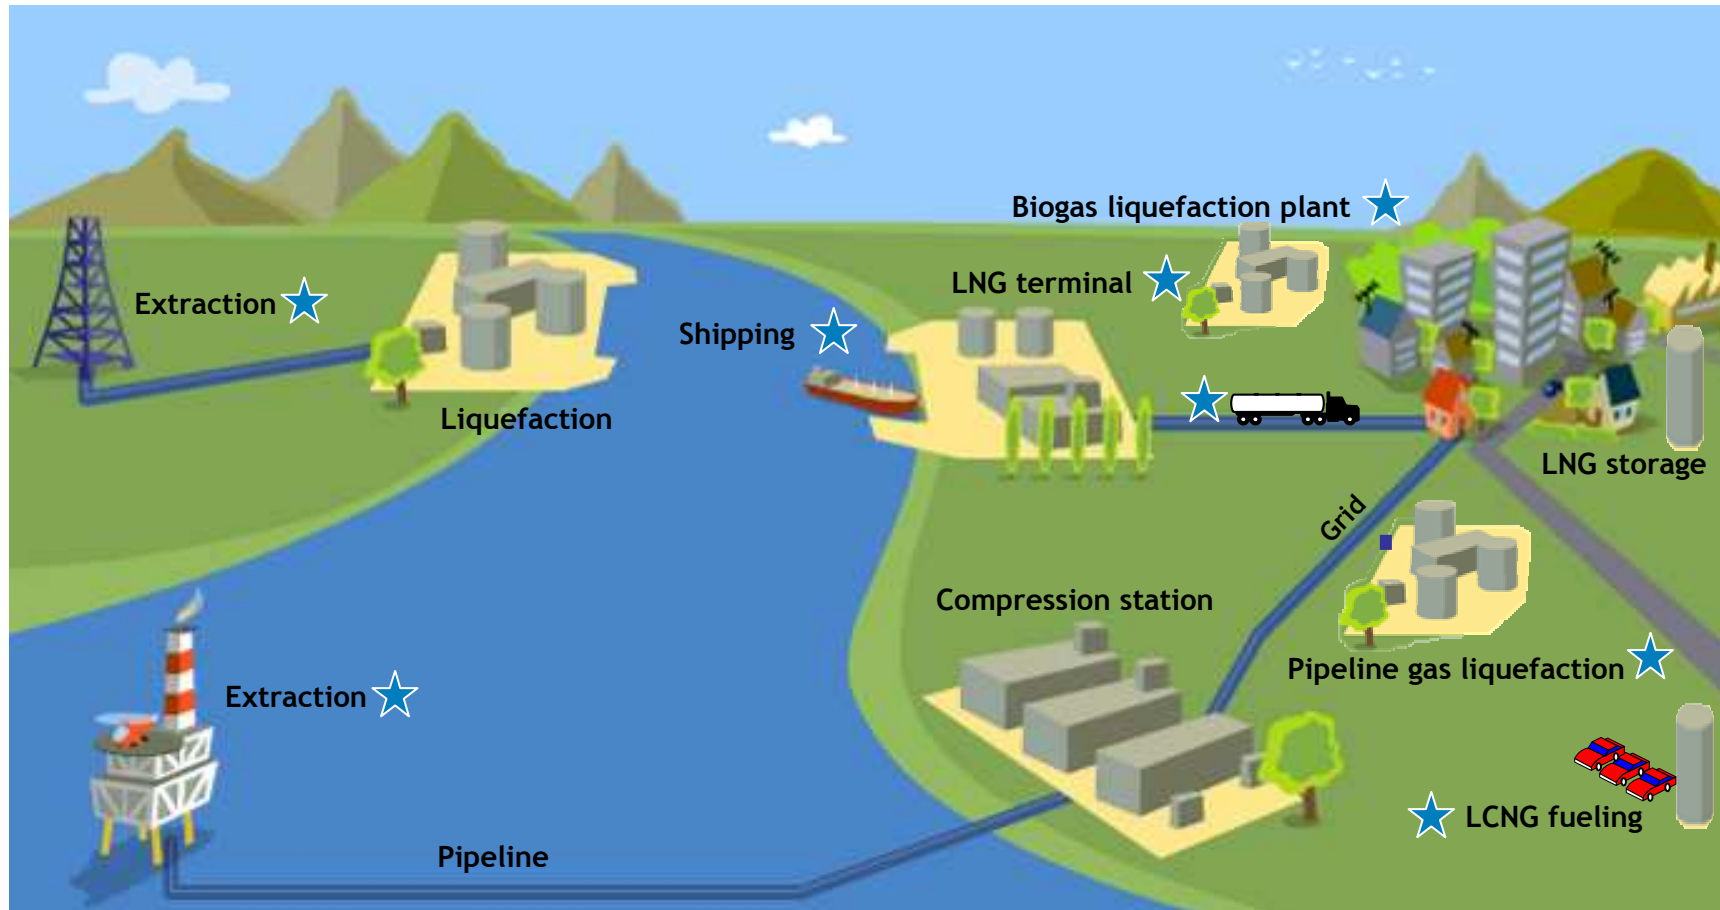 Biogas liquefaction plant
LNG terminal
Extraction
Shipping
Liquefaction
LNG storage
Grid
Compression station
Pipeline gas liquefaction
Extraction
LCNG fueling
Pipeline